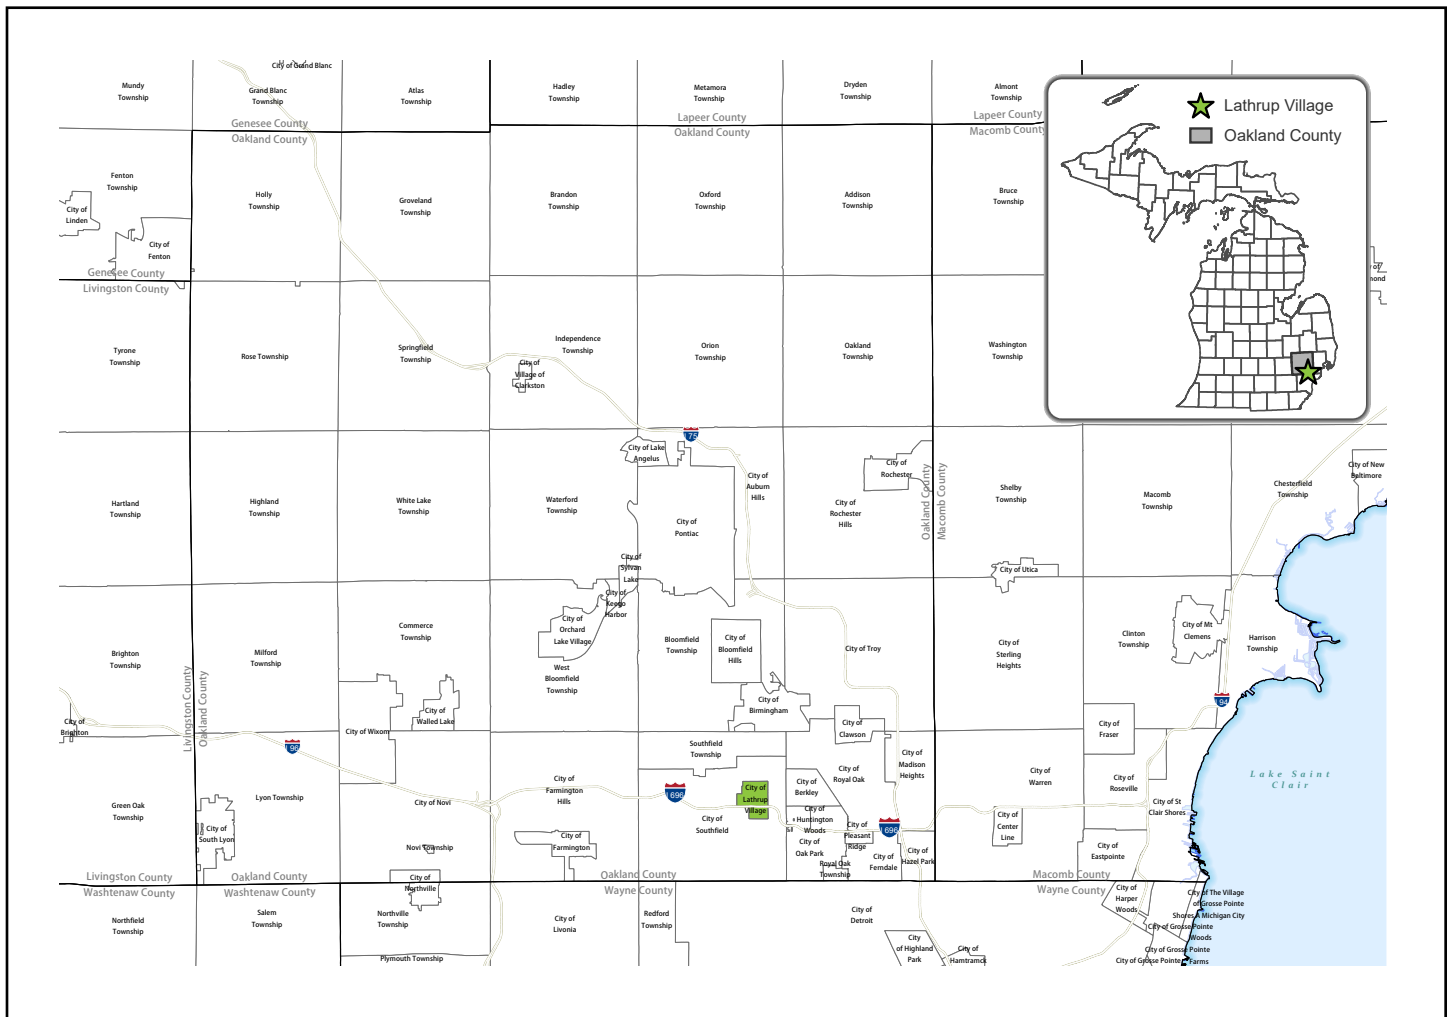 City of Grand Blanc
Mundy
Township
Grand Blanc
Township
Atlas
Township
Hadley
Township
Metamora
Township
Dryden
Township
Almont
Township
Genesee County
Oakland County
Lapeer County
Oakland County
Lapeer County
Macomb County
Lathrup Village
Oakland County
Fenton
Township
City of
Linden
City of
Fenton
Holly
Township
Groveland
Township
Brandon
Township
Oxford
Township
Addison
Township
Bruce
Township
Genesee County
Livingston County
Tyrone
Township
Rose Township
Springfield
Township
City of
Village of
Clarkston
Independence
Township
Orion
Township
Oakland
Township
Washington
Township
75
City of Lake
Angelus
City of
Auburn
Hills
City of
Rochester
Oakland County
Macomb County
City of New
Baltimore
Hartland
Township
Highland
Township
White Lake
Township
Waterford
Township
City of
Pontiac
City of
Rochester
Hills
Shelby
Township
Macomb
Township
Chesterfield
Township
City of
Sylvan
Lake
City of
Keego
Harbor
City of Utica
Brighton
Township
Milford
Township
Commerce
Township
City of
Orchard
Lake Village
West
Bloomfield
Township
Bloomfield
Township
City of
Bloomfield
Hills
City of Troy
City of
Sterling
Heights
Clinton
Township
City of Mt
Clemens
Harrison
Township
Livingston County
Oakland County
City of
Brighton
City of
Walled Lake
City of Wixom
City of
Birmingham
City of
Clawson
City of
Fraser
94
96
Southfield
Township
City of
Madison
Heights
Lake Saint
Clair
Green Oak
Township
Lyon Township
City of
South Lyon
City of Novi
Novi Township
City of
Farmington
Hills
City of
Farmington
696
City of
Lathrup
Village
City of
Southfield
City of
Berkley
City of
Royal Oak
City of
Huntington
Woods
City of
Oak Park
City of
Pleasant
Ridge
Royal Oak
Township
696
City of
Ferndale
City of
Hazel Park
City of
Warren
City of
Center
Line
City of
Roseville
City of St
Clair Shores
City of
Eastpointe
Livingston County
Washtenaw County
Oakland County
Washtenaw County
City of
Northville
Oakland County
Wayne County
Macomb County
Wayne County
Northfield
Township
Salem
Township
Northville
Township
Plymouth Township
City of
Livonia
Redford
Township
City of
Detroit
City
of Highland
Park
City of
Hamtramck
City of
Harper
Woods
City of The Village
of Grosse Pointe
Shores A Michigan City
City of Grosse Pointe
Woods
City of Grosse Pointe
Farms
City of Grosse Pointe